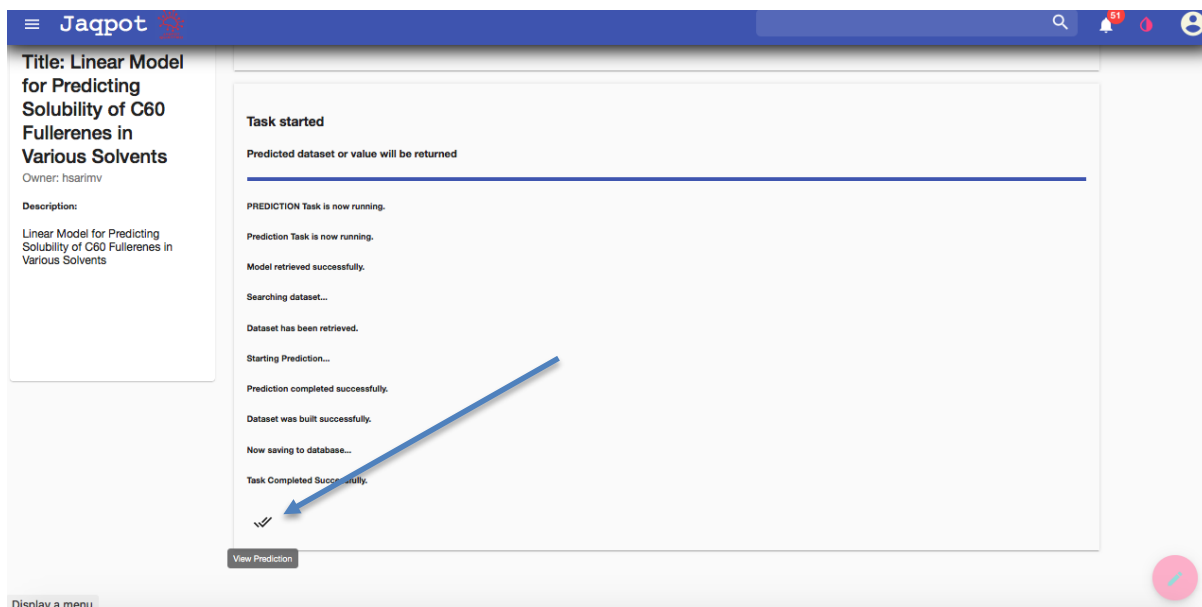 Jaqpot
51
Title: Linear Model
for Predicting
Solubility of C60
Fullerenes in
Various Solvents
Owner: hsarimv
Description:
Linear Model for Predicting
Solubility of C60 Fullerenes in
Various Solvents
Task started
Predicted dataset or value will be returned
PREDICTION Task is now running.
Prediction Task is now running.
Model retrieved successfully.
Searching dataset...
Dataset has been retrieved.
Starting Prediction...
Prediction completed successfully.
Dataset was built successfully.
Now saving to database...
Task Completed Successfully.
View Prediction
Display a menu